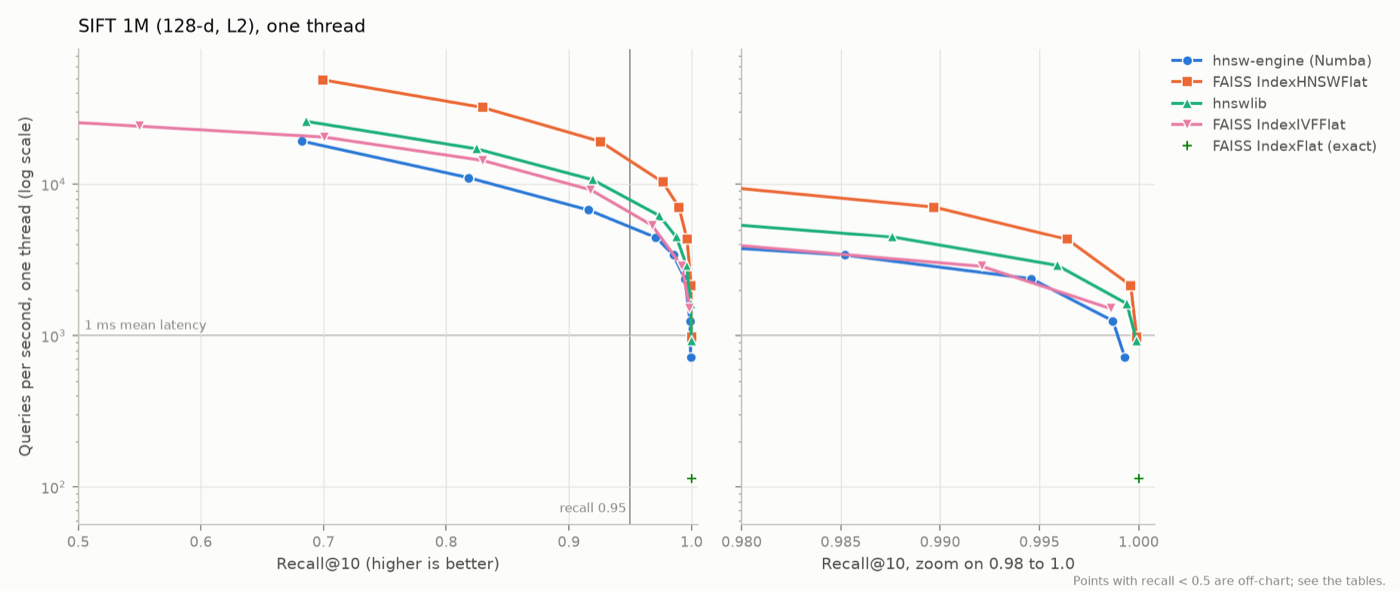 SIFT 1M (128-d, L2), one thread
Queries per second, one thread (log scale)
10⁴
10³
10²
1 ms mean latency
recall 0.95
0.5 0.6 0.7 0.8 0.9 1.0
Recall@10 (higher is better)
0.980 0.985 0.990 0.995 1.000
Recall@10, zoom on 0.98 to 1.0
hnsw-engine (Numba)
FAISS IndexHNSWFlat
hnswlib
FAISS IndexIVFFlat
FAISS IndexFlat (exact)
Points with recall < 0.5 are off-chart; see the tables.